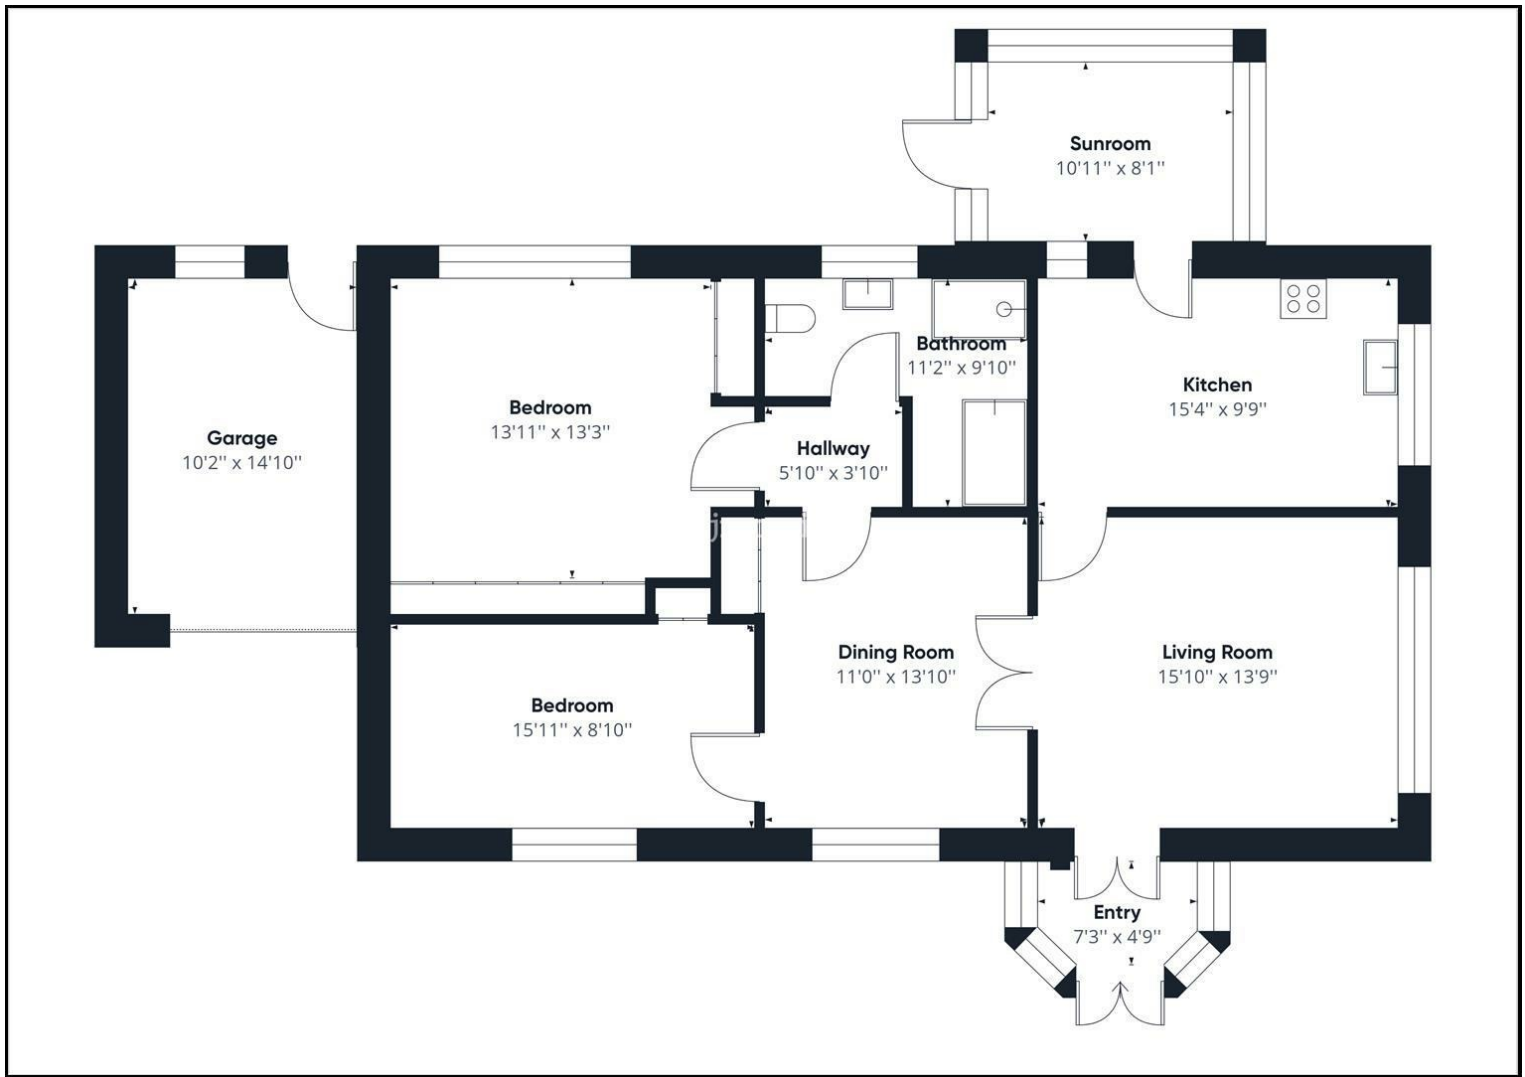 Sunroom
10'11'' x 8'1''
Bathroom
11'2'' x 9'10''
Kitchen
15'4'' x 9'9''
Bedroom
13'11'' x 13'3''
Garage
10'2'' x 14'10''
Hallway
5'10'' x 3'10''
Dining Room
11'0'' x 13'10''
Living Room
15'10'' x 13'9''
Bedroom
15'11'' x 8'10''
Entry
7'3'' x 4'9''